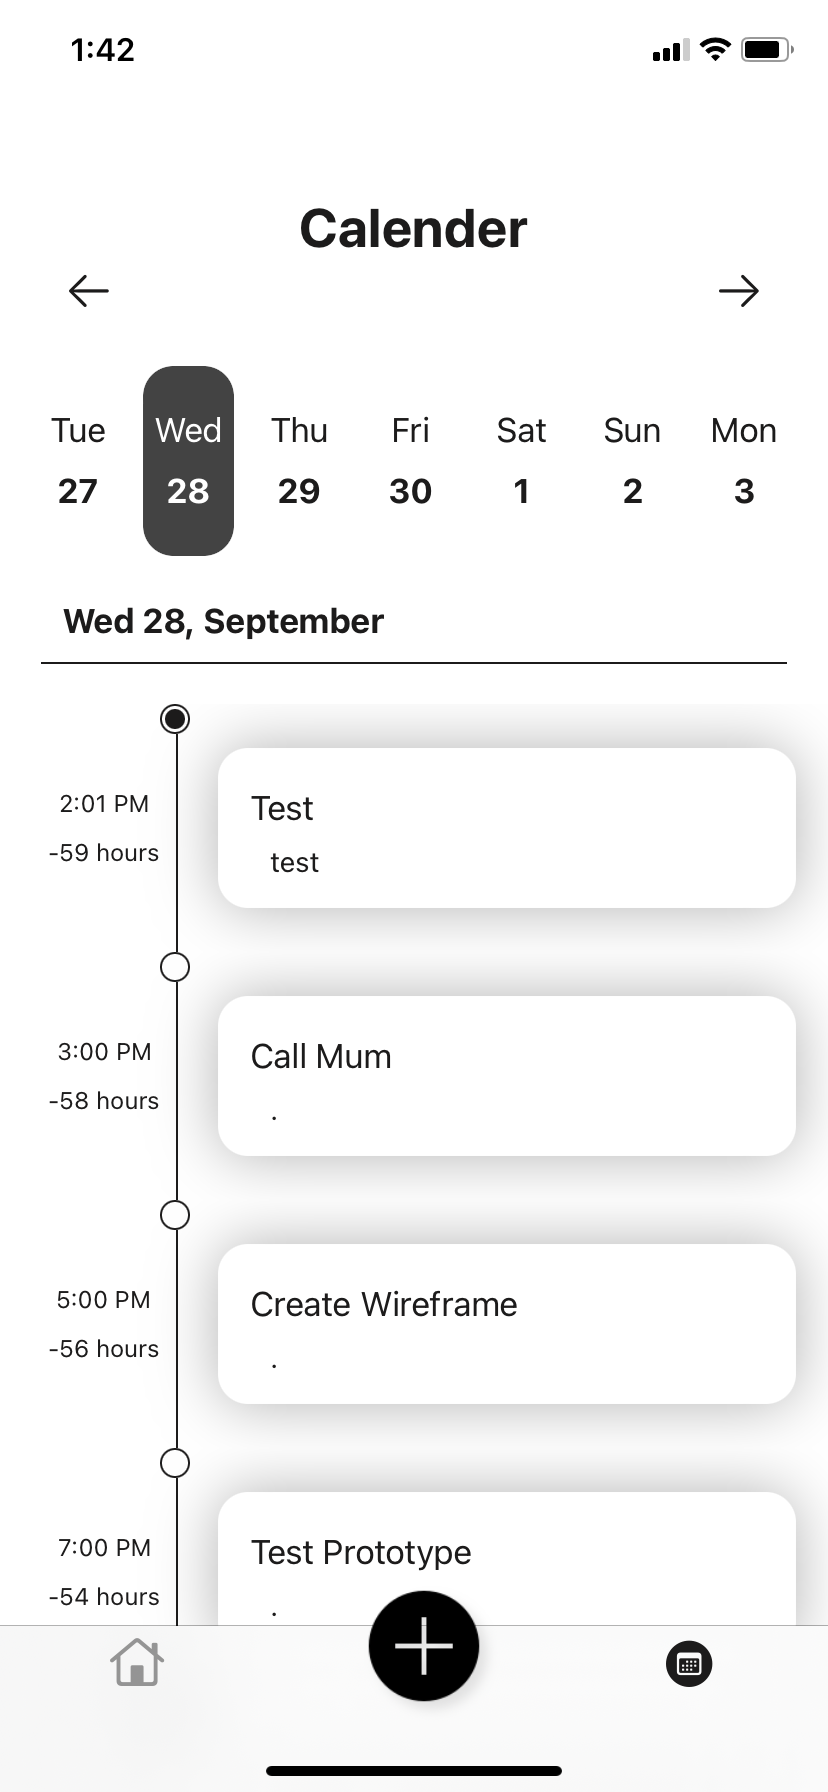 1:42
Calender
Tue Wed Thu Fri Sat Sun Mon
27 28 29 30 1 2 3
Wed 28, September
2:01 PM
-59 hours
Test
test
3:00 PM
-58 hours
Call Mum
.
5:00 PM
-56 hours
Create Wireframe
.
7:00 PM
-54 hours
Test Prototype
.